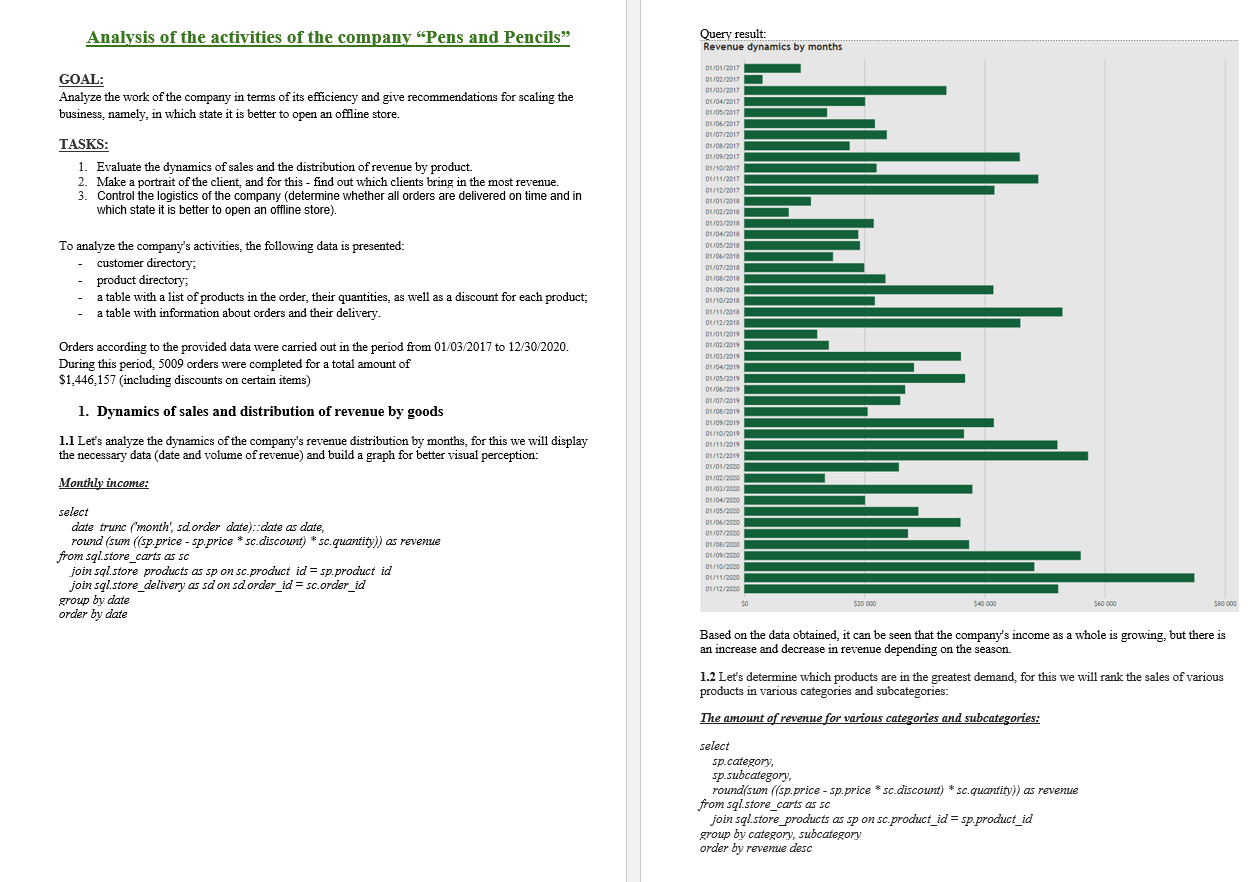 Analysis of the activities of the company “Pens and Pencils”
GOAL:
Analyze the work of the company in terms of its efficiency and give recommendations for scaling the
business, namely, in which state it is better to open an offline store.
TASKS:
1. Evaluate the dynamics of sales and the distribution of revenue by product.
2. Make a portrait of the client, and for this - find out which clients bring in the most revenue.
3. Control the logistics of the company (determine whether all orders are delivered on time and in
which state it is better to open an offline store).
To analyze the company's activities, the following data is presented:
- customer directory;
- product directory;
- a table with a list of products in the order, their quantities, as well as a discount for each product;
- a table with information about orders and their delivery.
Orders according to the provided data were carried out in the period from 01/03/2017 to 12/30/2020.
During this period, 5009 orders were completed for a total amount of
$1,446,157 (including discounts on certain items)
1. Dynamics of sales and distribution of revenue by goods
1.1 Let's analyze the dynamics of the company's revenue distribution by months, for this we will display
the necessary data (date and volume of revenue) and build a graph for better visual perception:
Monthly income:
select
date_trunc ('month', sd.order_date)::date as date,
round (sum ((sp.price - sp.price * sc.discount) * sc.quantity)) as revenue
from sql.store_carts as sc
join sql.store_products as sp on sc.product_id = sp.product_id
join sql.store_delivery as sd on sd.order_id = sc.order_id
group by date
order by date
Query result:
Revenue dynamics by months
01/01/2017
01/02/2017
01/03/2017
01/04/2017
01/05/2017
01/06/2017
01/07/2017
01/08/2017
01/09/2017
01/10/2017
01/11/2017
01/12/2017
01/01/2018
01/02/2018
01/03/2018
01/04/2018
01/05/2018
01/06/2018
01/07/2018
01/08/2018
01/09/2018
01/10/2018
01/11/2018
01/12/2018
01/01/2019
01/02/2019
01/03/2019
01/04/2019
01/05/2019
01/06/2019
01/07/2019
01/08/2019
01/09/2019
01/10/2019
01/11/2019
01/12/2019
01/01/2020
01/02/2020
01/03/2020
01/04/2020
01/05/2020
01/06/2020
01/07/2020
01/08/2020
01/09/2020
01/10/2020
01/11/2020
01/12/2020
$0 $20 000 $40 000 $60 000 $80 000
Based on the data obtained, it can be seen that the company's income as a whole is growing, but there is
an increase and decrease in revenue depending on the season.
1.2 Let's determine which products are in the greatest demand, for this we will rank the sales of various
products in various categories and subcategories:
The amount of revenue for various categories and subcategories:
select
sp.category,
sp.subcategory,
round(sum ((sp.price - sp.price * sc.discount) * sc.quantity)) as revenue
from sql.store_carts as sc
join sql.store_products as sp on sc.product_id = sp.product_id
group by category, subcategory
order by revenue desc